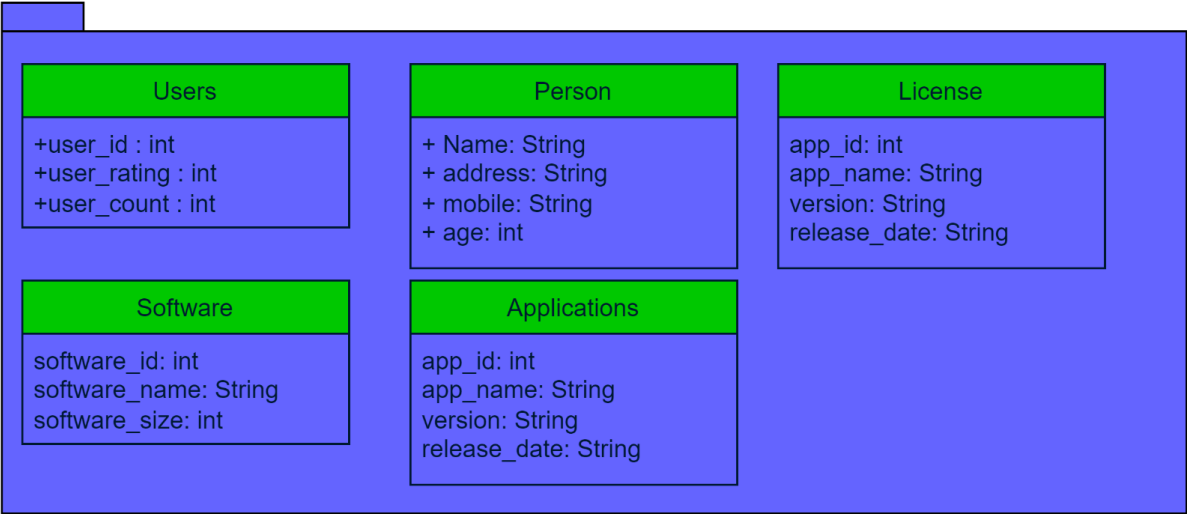 Users
+user_id : int
+user_rating : int
+user_count : int
Person
+ Name: String
+ address: String
+ mobile: String
+ age: int
License
app_id: int
app_name: String
version: String
release_date: String
Software
software_id: int
software_name: String
software_size: int
Applications
app_id: int
app_name: String
version: String
release_date: String